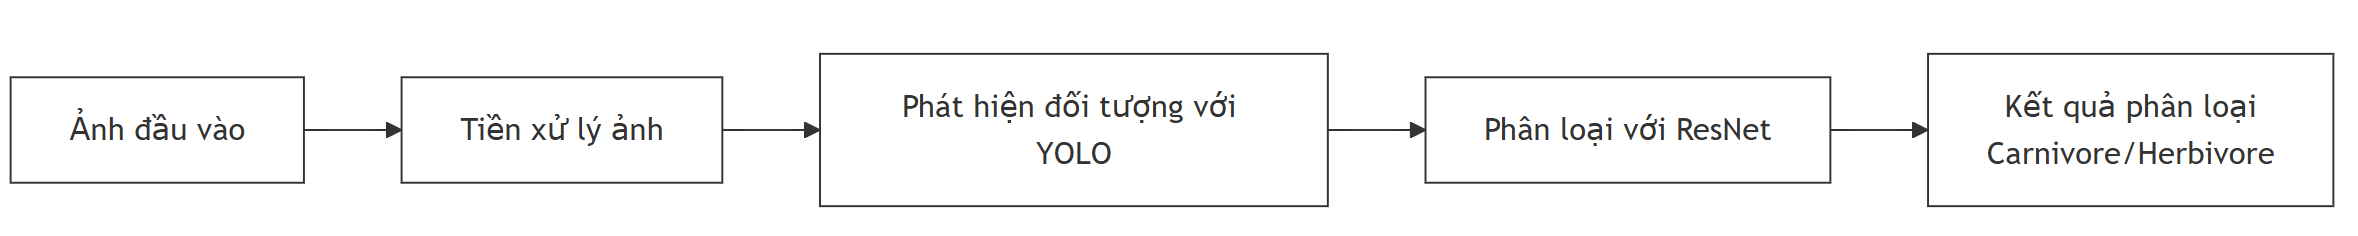 Ảnh đầu vào
Tiền xử lý ảnh
Phát hiện đối tượng với
YOLO
Phân loại với ResNet
Kết quả phân loại
Carnivore/Herbivore